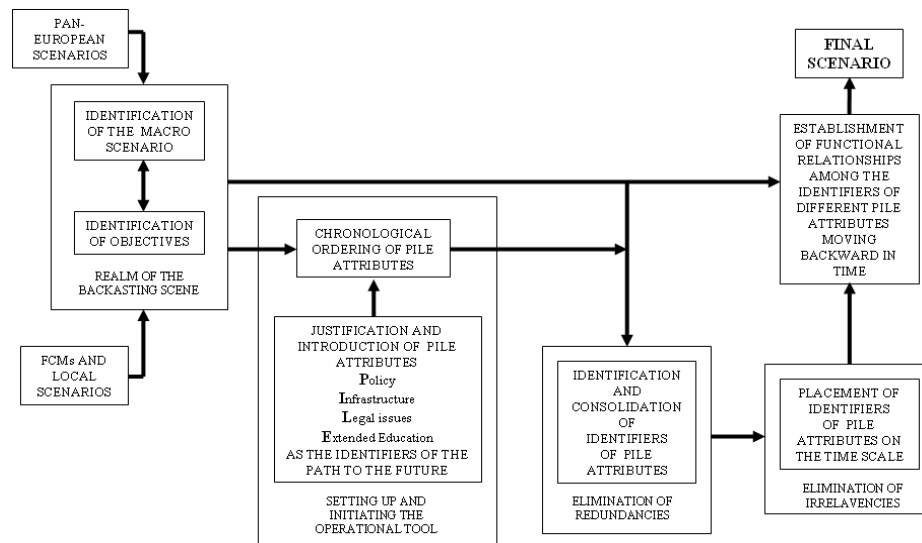 PAN-
EUROPEAN
SCENARIOS
IDENTIFICATION
OF THE MACRO
SCENARIO
IDENTIFICATION
OF OBJECTIVES
REALM OF THE
BACKASTING SCENE
FCMs AND
LOCAL
SCENARIOS
CHRONOLOGICAL
ORDERING OF PILE
ATTRIBUTES
JUSTIFICATION AND
INTRODUCTION OF PILE
ATTRIBUTES
Policy
Infrastructure
Legal issues
Extended Education
AS THE IDENTIFIERS OF THE
PATH TO THE FUTURE
SETTING UP AND
INITIATING THE
OPERATIONAL TOOL
IDENTIFICATION
AND
CONSOLIDATION
OF
IDENTIFIERS
OF PILE
ATTRIBUTES
ELIMINATION OF
REDUNDANCIES
PLACEMENT OF
IDENTIFIERS
OF PILE
ATTRIBUTES ON
THE TIME SCALE
ELIMINATION OF
IRRELAVENCIES
ESTABLISHMENT
OF FUNCTIONAL
RELATIONSHIPS
AMONG THE
IDENTIFIERS OF
DIFFERENT PILE
ATTRIBUTES
MOVING
BACKWARD IN
TIME
FINAL
SCENARIO